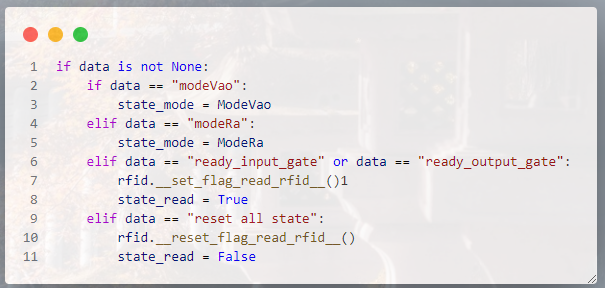 1 if data is not None:
2     if data == "modeVao":
3         state_mode = ModeVao
4     elif data == "modeRa":
5         state_mode = ModeRa
6     elif data == "ready_input_gate" or data == "ready_output_gate":
7         rfid.__set_flag_read_rfid__()1
8         state_read = True
9     elif data == "reset all state":
10         rfid.__reset_flag_read_rfid__()
11         state_read = False